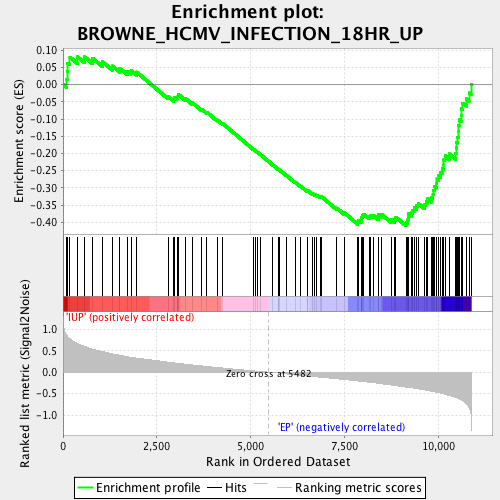 Enrichment plot:
BROWNE_HCMV_INFECTION_18HR_UP
Enrichment score (ES)
0.10
0.05
0.00
-0.05
-0.10
-0.15
-0.20
-0.25
-0.30
-0.35
-0.40
Ranked list metric (Signal2Noise)
1.0
0.5
0.0
-0.5
-1.0
'IUP' (positively correlated)
Zero cross at 5482
'EP' (negatively correlated)
0
2,500
5,000
7,500
10,000
Rank in Ordered Dataset
Enrichment profile
Hits
Ranking metric scores